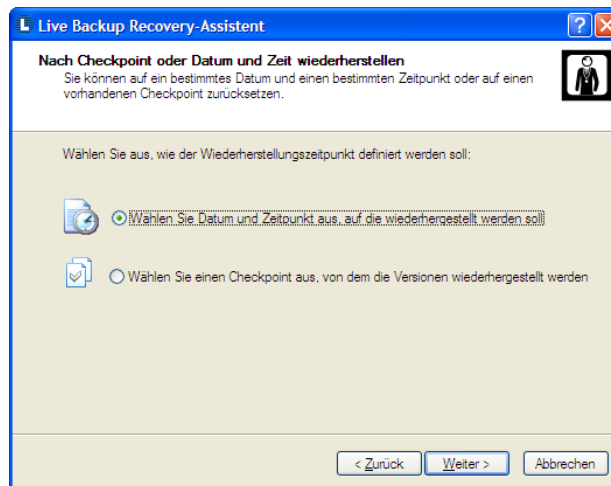 Live Backup Recovery-Assistent
Nach Checkpoint oder Datum und Zeit wiederherstellen
Sie können auf ein bestimmtes Datum und einen bestimmten Zeitpunkt oder auf einen
vorhandenen Checkpoint zurücksetzen.
Wählen Sie aus, wie der Wiederherstellungszeitpunkt definiert werden soll:
Wählen Sie Datum und Zeitpunkt aus, auf die wiederhergestellt werden soll
Wählen Sie einen Checkpoint aus, von dem die Versionen wiederhergestellt werden
< Zurück Weiter > Abbrechen